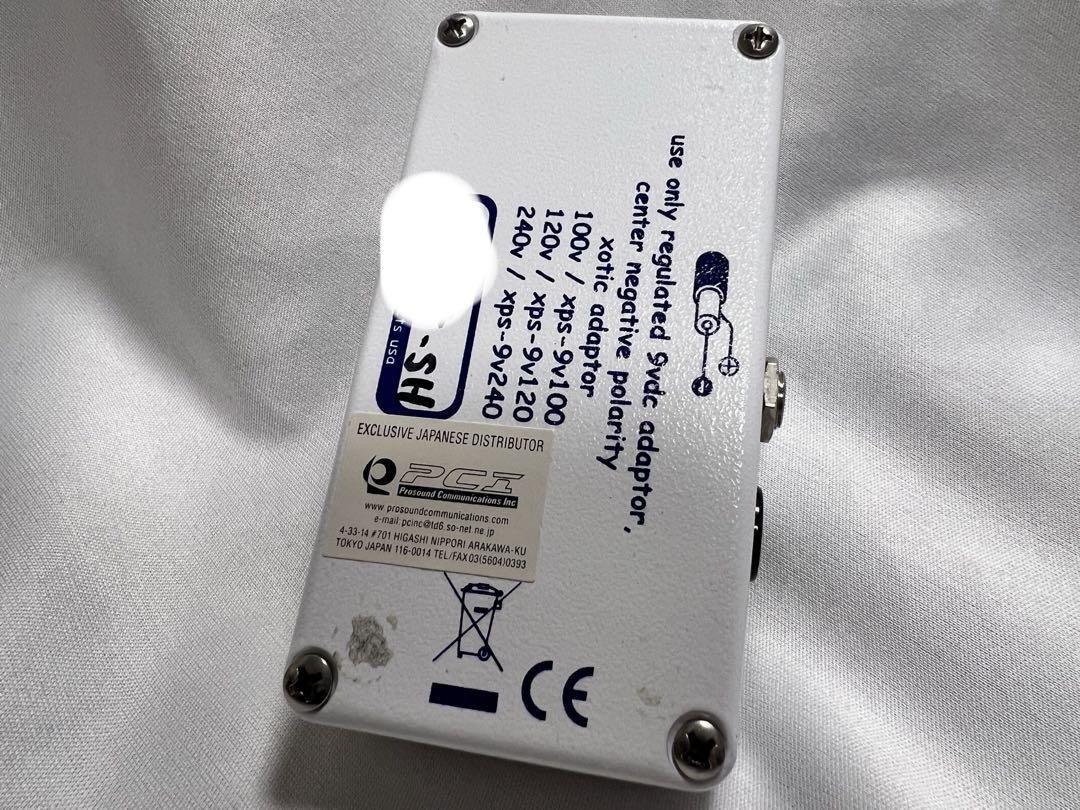 use only regulated 9vdc adaptor,
center negative polarity
xotic adaptor
100v / xps-9v100
120v / xps-9v120
240v / xps-9v240
-SH
usa
EXCLUSIVE JAPANESE DISTRIBUTOR
PCI
Prosound Communications Inc
www.prosoundcommunications.com
e-mail:pcinc@td6.so-net.ne.jp
4-33-14 #701 HIGASHI NIPPORI ARAKAWA-KU
TOKYO JAPAN 116-0014 TEL/FAX03(5604)0393
CE